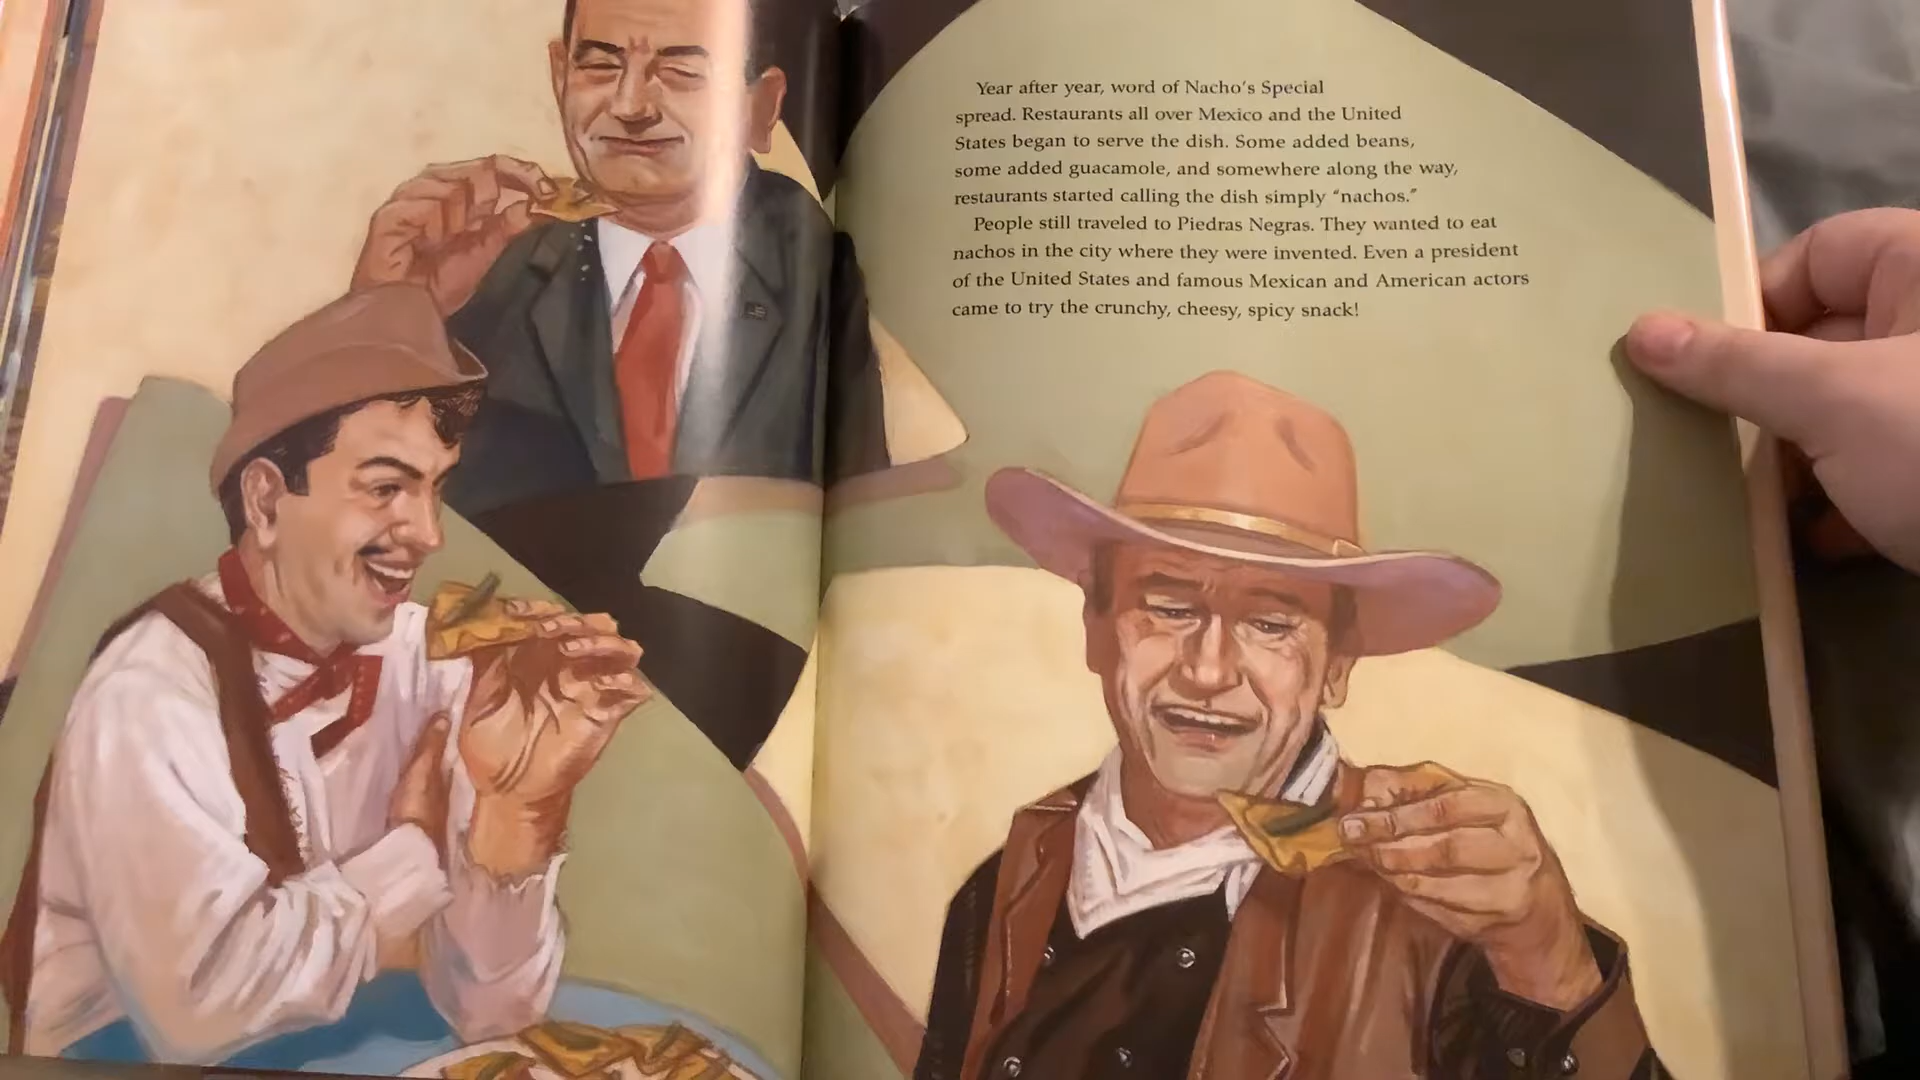 Year after year, word of Nacho's Special
spread. Restaurants all over Mexico and the United
States began to serve the dish. Some added beans,
some added guacamole, and somewhere along the way,
restaurants started calling the dish simply “nachos.”
People still traveled to Piedras Negras. They wanted to eat
nachos in the city where they were invented. Even a president
of the United States and famous Mexican and American actors
came to try the crunchy, cheesy, spicy snack!